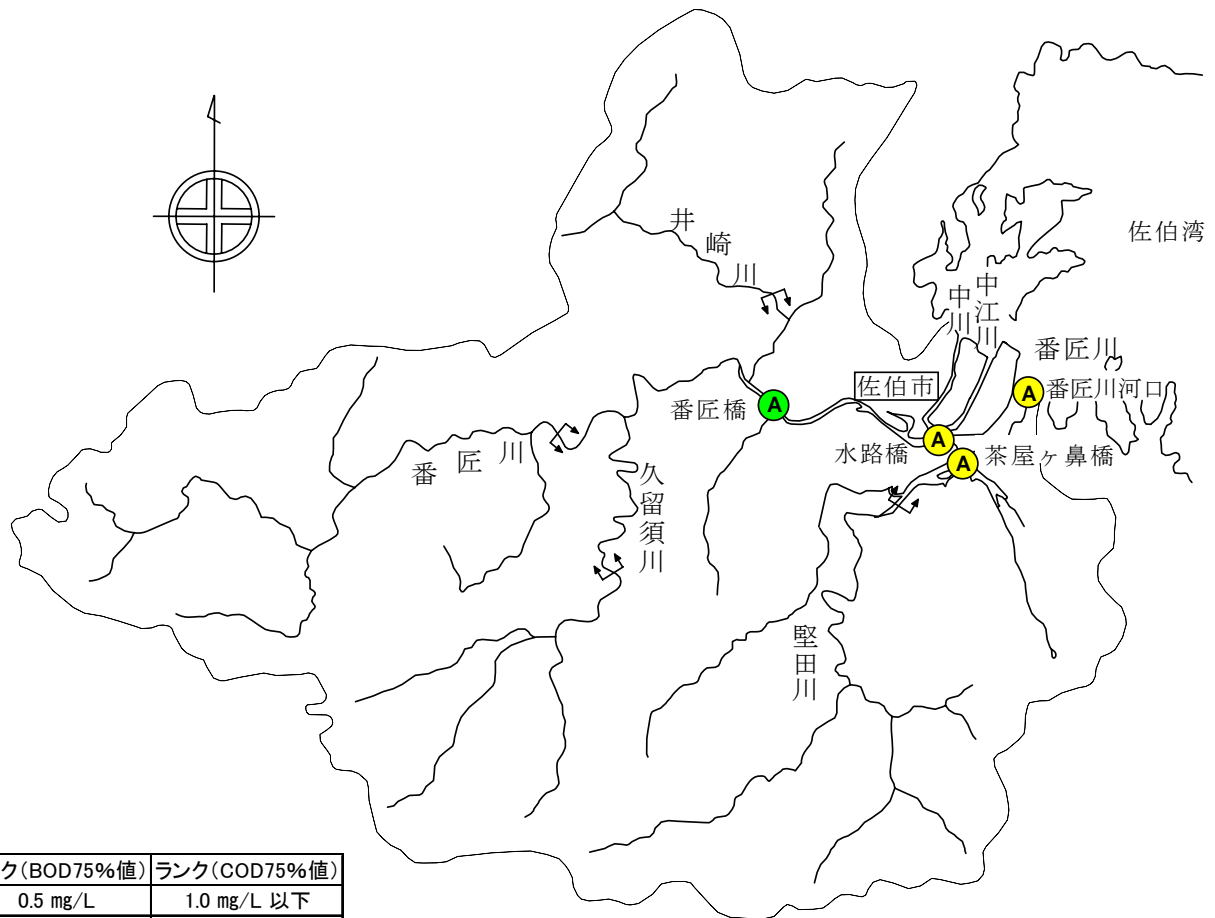 佐伯湾
井崎川
中江川
中川
番匠川
佐伯市
番匠川河口
A
番匠橋
A
水路橋
A
茶屋ヶ鼻橋
A
番匠川
久留須川
堅田川
ク(BOD75%値) ランク(COD75%値)
0.5 mg/L 1.0 mg/L 以下